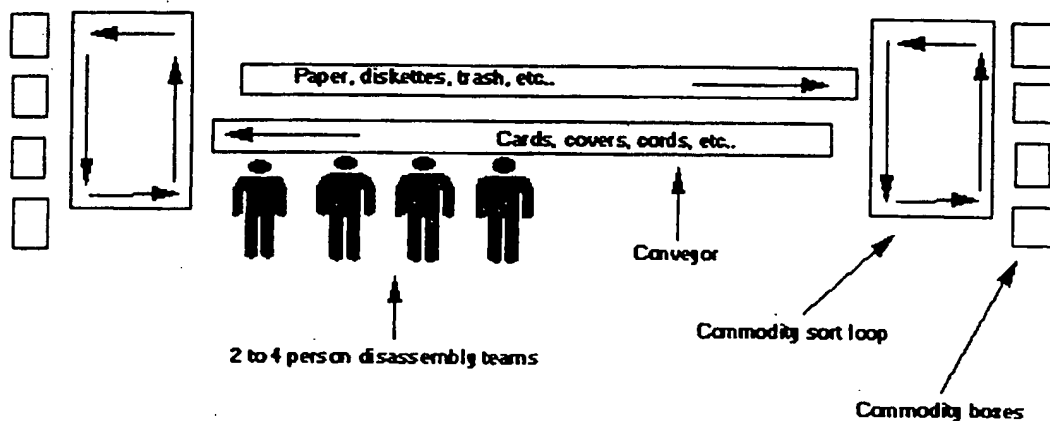 Paper, diskettes, trash, etc..
Cards, covers, cords, etc..
Conveyor
Commodity sort loop
2 to 4 person disassembly teams
Commodity boxes